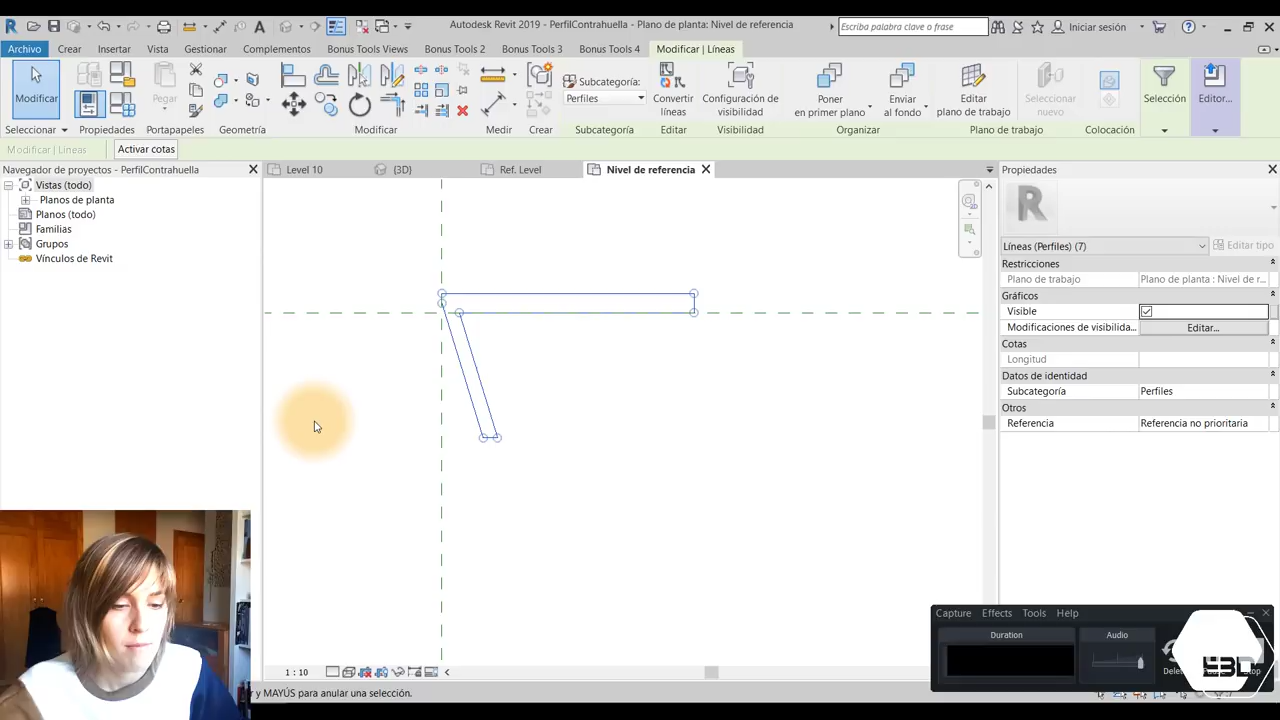 Autodesk Revit 2019 - PerfilContrahuella - Plano de planta: Nivel de referencia
Escriba palabra clave o frase
Iniciar sesión
Archivo Crear Insertar Vista Gestionar Complementos Bonus Tools Views Bonus Tools 2 Bonus Tools 3 Bonus Tools 4 Modificar | Líneas
Modificar
Pegar
Subcategoría:
Perfiles
Convertir líneas
Configuración de visibilidad
Poner en primer plano
Enviar al fondo
Editar plano de trabajo
Seleccionar nuevo
Selección
Editor...
Seleccionar Propiedades Portapapeles Geometría Modificar Medir Crear Subcategoría Editar Visibilidad Organizar Plano de trabajo Colocación
Modificar | Líneas Activar cotas
Navegador de proyectos - PerfilContrahuella
Vistas (todo)
Planos de planta
Planos (todo)
Familias
Grupos
Vínculos de Revit
Level 10 {3D} Ref. Level Nivel de referencia
Propiedades
R
Líneas (Perfiles) (7) Editar tipo
Restricciones
Plano de trabajo Plano de planta : Nivel de r...
Gráficos
Visible
Modificaciones de visibilida... Editar...
Cotas
Longitud
Datos de identidad
Subcategoría Perfiles
Otros
Referencia Referencia no prioritaria
1 : 10
y MAYÚS para anular una selección.
Capture Effects Tools Help
Duration Audio